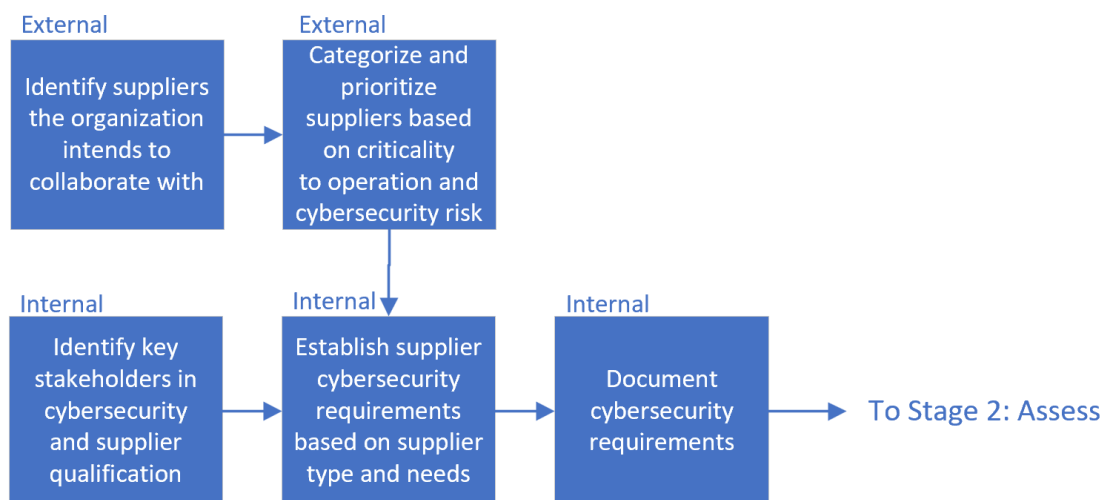 External
Identify suppliers
the organization
intends to
collaborate with
External
Categorize and
prioritize
suppliers based
on criticality
to operation and
cybersecurity risk
Internal
Identify key
stakeholders in
cybersecurity
and supplier
qualification
Internal
Establish supplier
cybersecurity
requirements
based on supplier
type and needs
Internal
Document
cybersecurity
requirements
To Stage 2: Assess